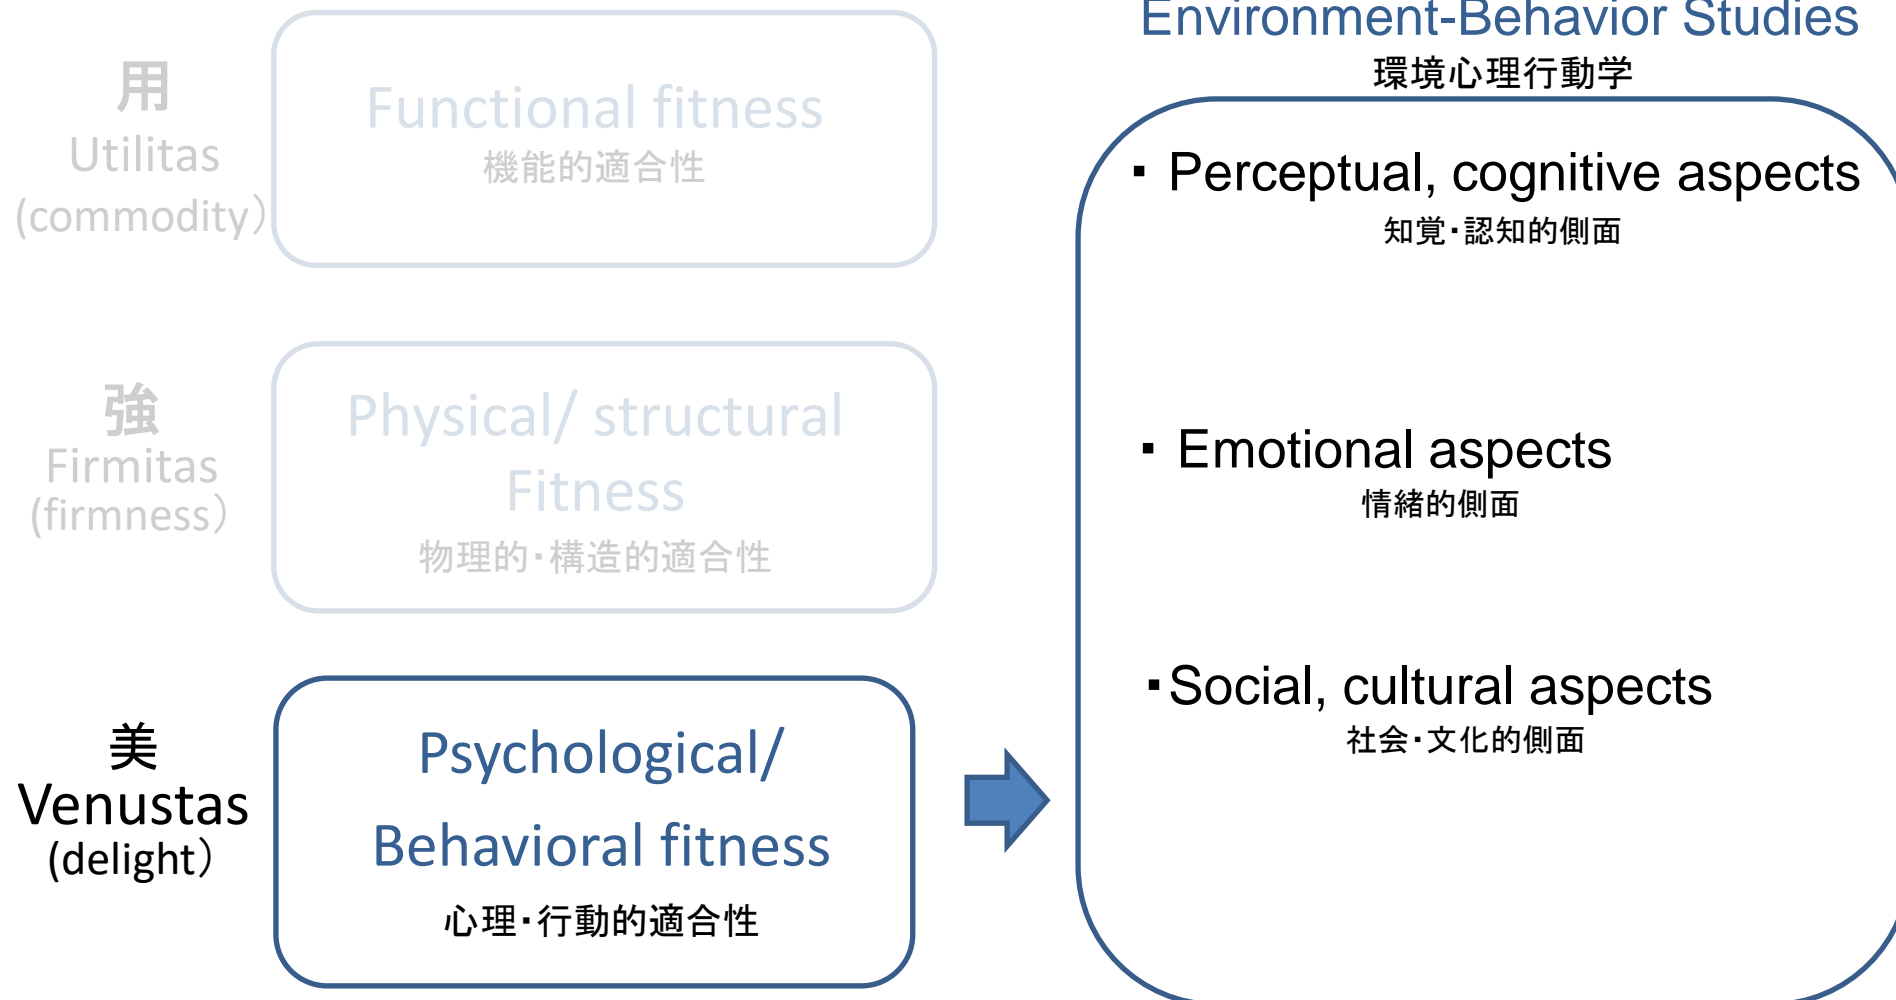 用
Utilitas
(commodity）
Functional fitness
機能的適合性
強
Firmitas
(firmness）
Physical/ structural
Fitness
物理的・構造的適合性
美
Venustas
(delight）
Psychological/
Behavioral fitness
心理・行動的適合性
Environment-Behavior Studies
環境心理行動学
・ Perceptual, cognitive aspects
知覚・認知的側面
・ Emotional aspects
情緒的側面
・Social, cultural aspects
社会・文化的側面